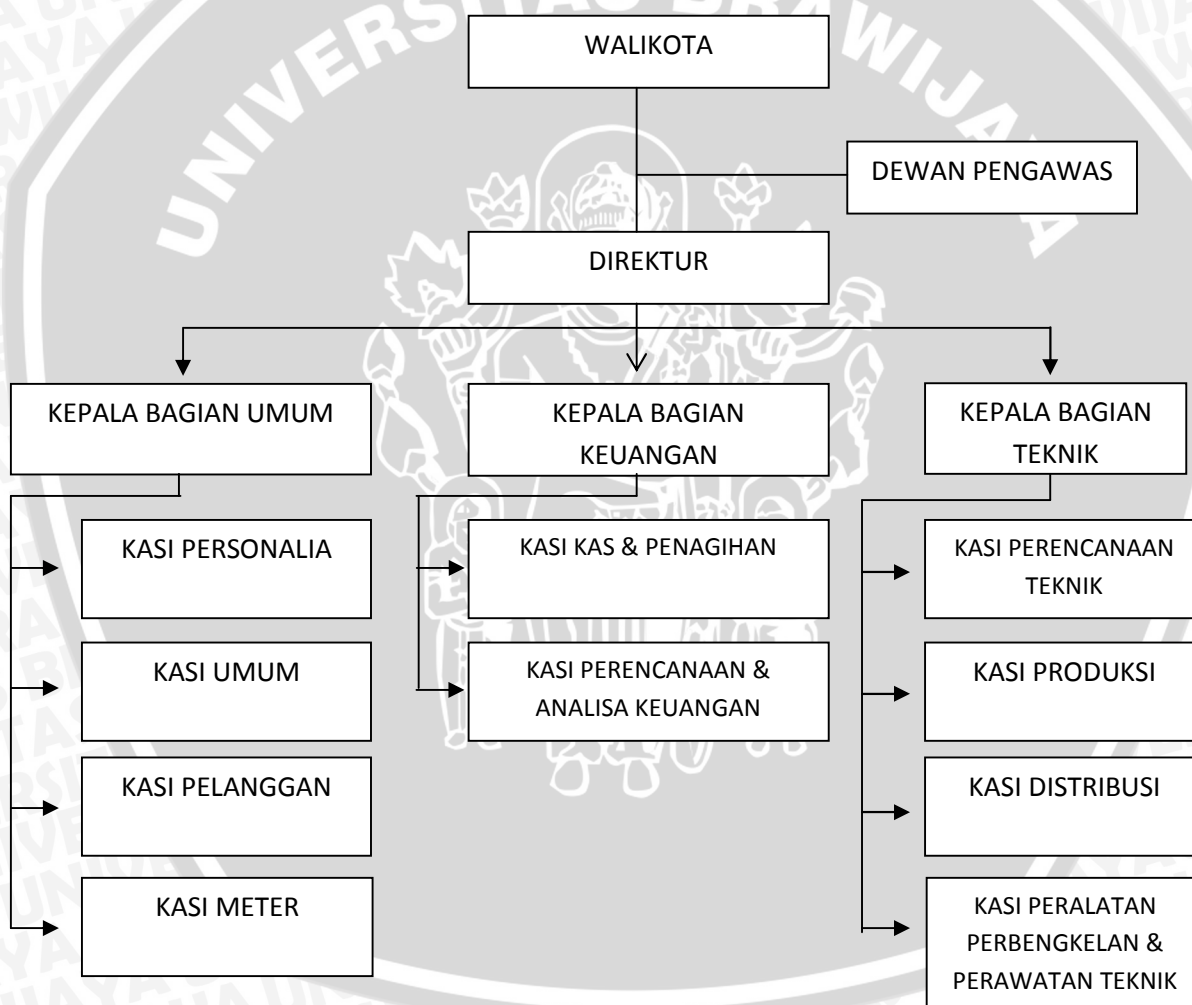 UNIVERSITAS BRAWIJAYA
WALIKOTA
DEWAN PENGAWAS
DIREKTUR
KEPALA BAGIAN UMUM
KEPALA BAGIAN
KEUANGAN
KEPALA BAGIAN
TEKNIK
KASI PERSONALIA
KASI UMUM
KASI PELANGGAN
KASI METER
KASI KAS & PENAGIHAN
KASI PERENCANAAN &
ANALISA KEUANGAN
KASI PERENCANAAN
TEKNIK
KASI PRODUKSI
KASI DISTRIBUSI
KASI PERALATAN
PERBENGKELAN &
PERAWATAN TEKNIK